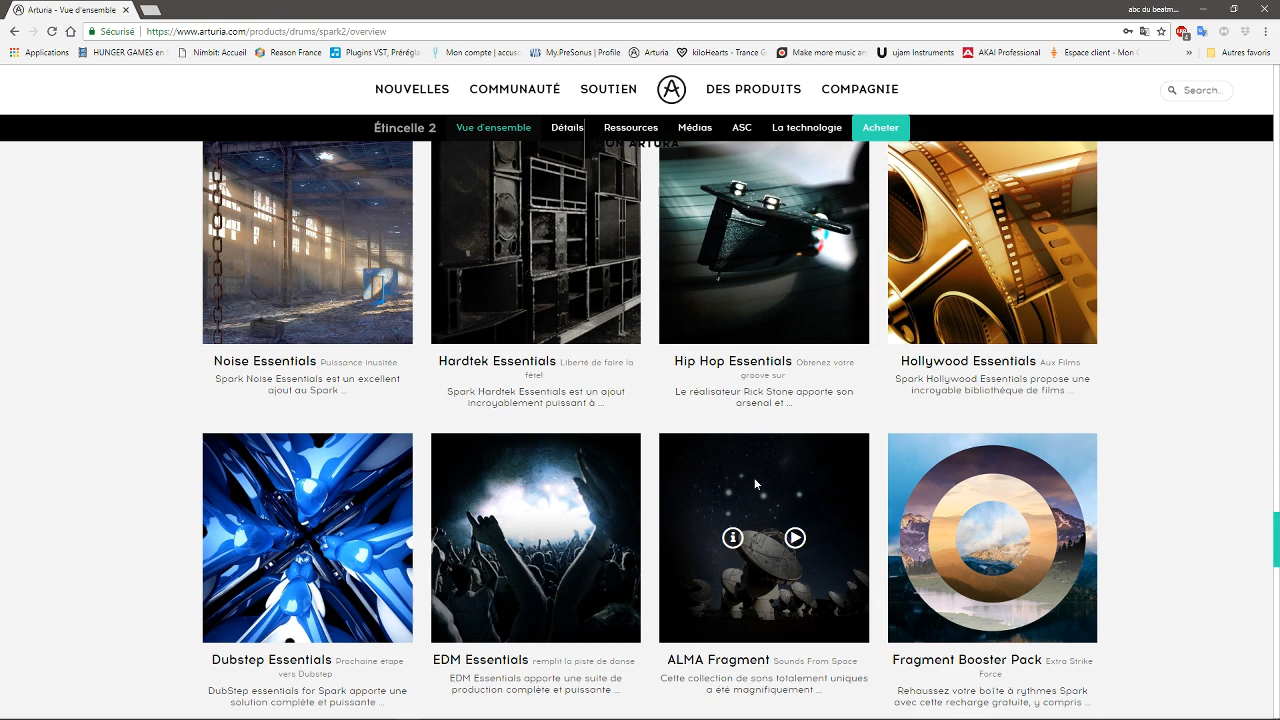 Arturia - Vue d'ensemble
abc du beatm...
Sécurisé
https://www.arturia.com/products/drums/spark2/overview
Applications
HUNGER GAMES en S
Nimbit: Accueil
Reason France
Plugins VST, Prérégla
Mon compte | accusc
My.PreSonus | Profile
Arturia
kiloHearts - Trance G
Make more music an
ujam Instruments
AKAI Professiona
Espace client - Mon C
»
Autres favoris
NOUVELLES
COMMUNAUTÉ
SOUTIEN
DES PRODUITS
COMPAGNIE
Search...
Étincelle 2
Vue d'ensemble
Détails
Ressources
Médias
ASC
La technologie
Acheter
MON ARTURIA
Noise Essentials Puissance inusitée
Spark Noise Essentials est un excellent
ajout au Spark ...
Hardtek Essentials Liberté de faire la
fête!
Spark Hardtek Essentials est un ajout
incroyablement puissant à ...
Hip Hop Essentials Obtenez votre
groove sur
Le réalisateur Rick Stone apporte son
arsenal et ...
Hollywood Essentials Aux Films
Spark Hollywood Essentials propose une
incroyable bibliothèque de films ...
Dubstep Essentials Prochaine étape
vers Dubstep
DubStep essentials for Spark apporte une
solution complète et puissante ...
EDM Essentials remplit la piste de danse
EDM Essentials apporte une suite de
production complète et puissante ...
ALMA Fragment Sounds From Space
Cette collection de sons totalement uniques
a été magnifiquement ...
Fragment Booster Pack Extra Strike
Force
Rehaussez votre boîte à rythmes Spark
avec cette recharge gratuite, y compris ...